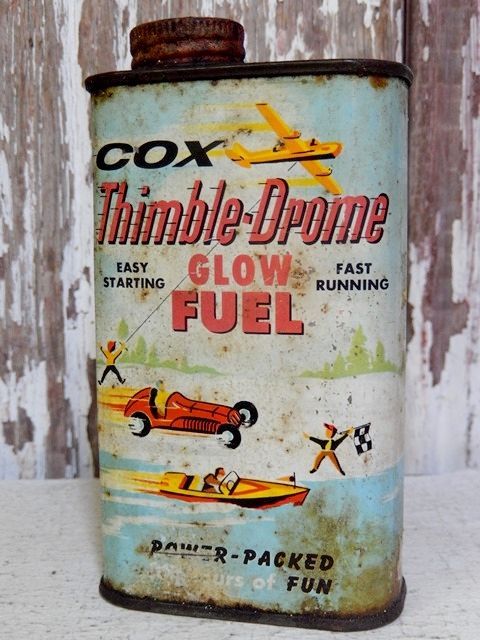 COX
Thimble-Drome
EASY STARTING
GLOW FUEL
FAST RUNNING
POWER-PACKED
of FUN